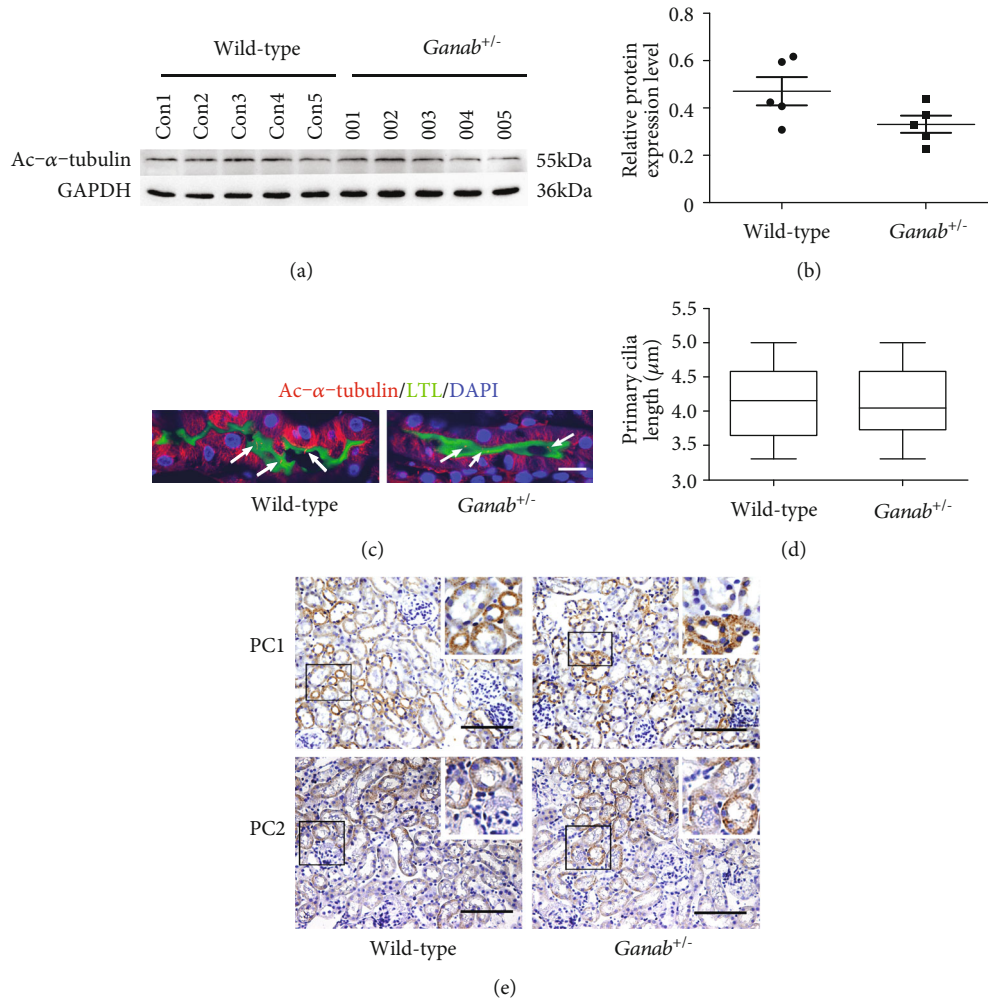 Wild-type
Ganab+/-
Con1
Con2
Con3
Con4
Con5
001
002
003
004
005
Ac-α-tubulin
55kDa
GAPDH
36kDa
(a)
Relative protein
expression level
0.8
0.6
0.4
0.2
0
Wild-type
Ganab+/-
(b)
Ac-α-tubulin/LTL/DAPI
Wild-type
Ganab+/-
(c)
Primary cilia
length (μm)
5.5
5.0
4.5
4.0
3.5
3.0
Wild-type
Ganab+/-
(d)
PC1
PC2
Wild-type
Ganab+/-
(e)